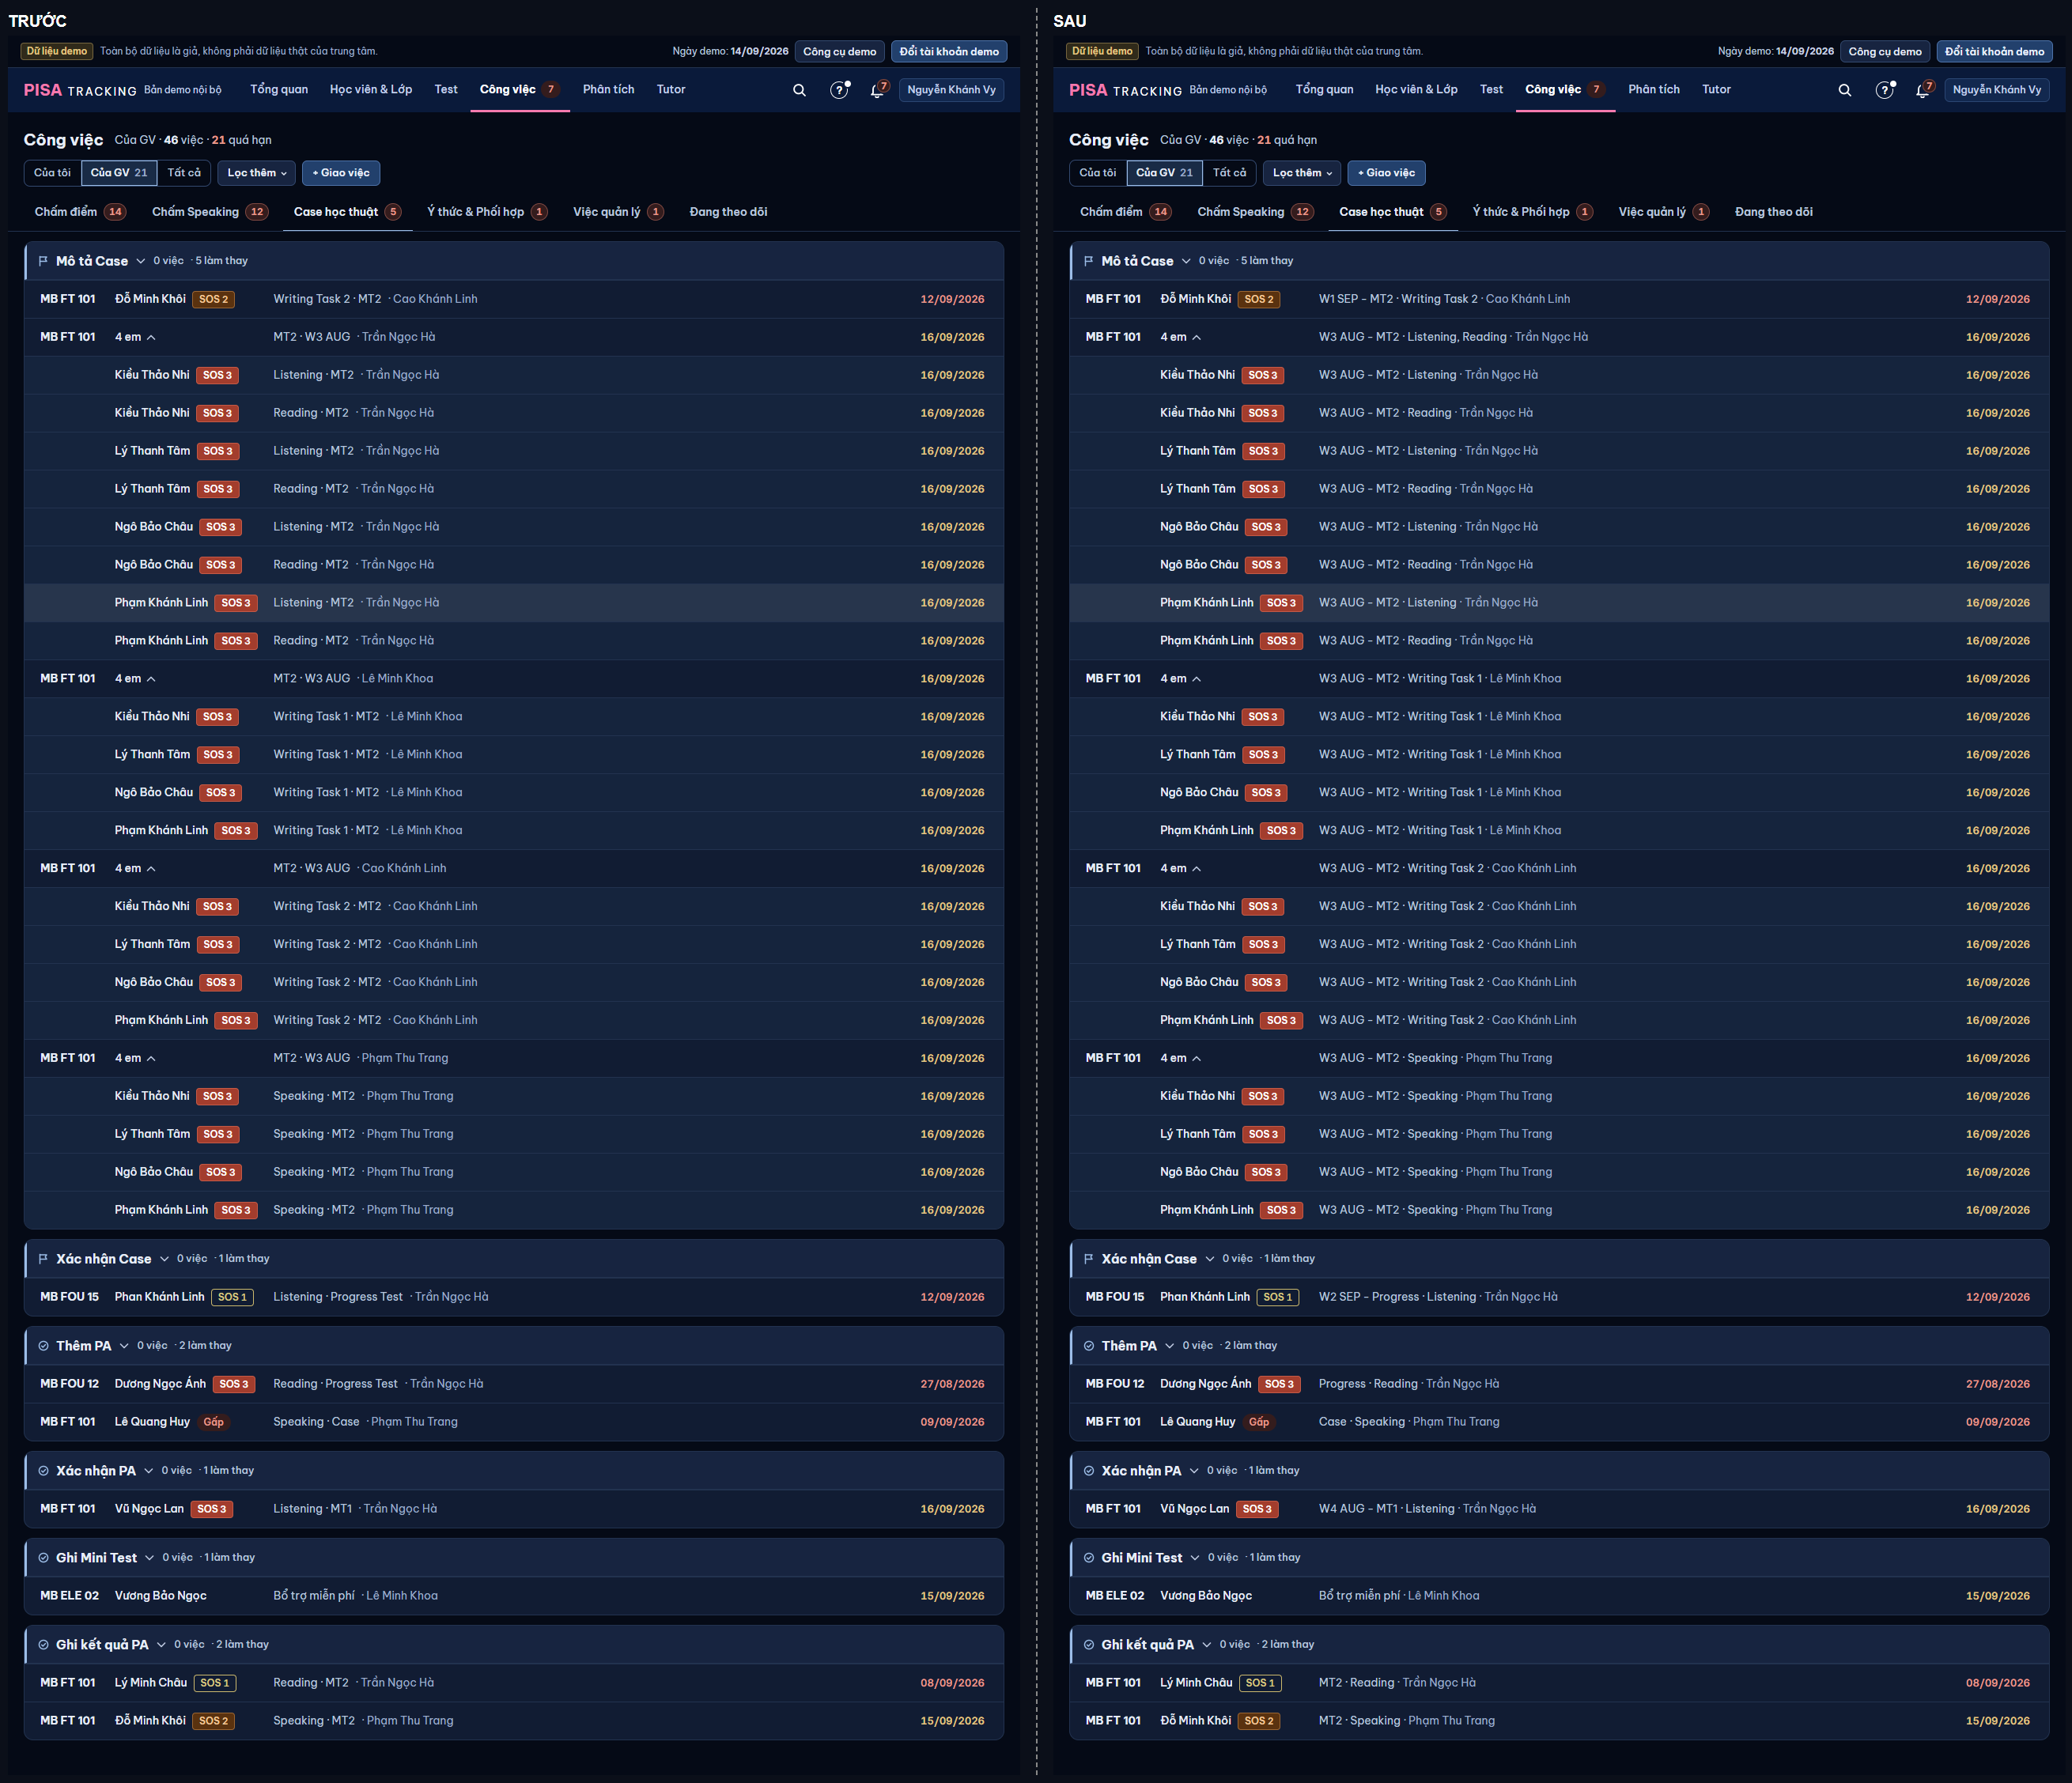 TRƯỚC
Dữ liệu demo Toàn bộ dữ liệu là giả, không phải dữ liệu thật của trung tâm. Ngày demo: 14/09/2026 Công cụ demo Đổi tài khoản demo
PISA TRACKING Bản demo nội bộ Tổng quan Học viên & Lớp Test Công việc 7 Phân tích Tutor ? 7 Nguyễn Khánh Vy
Công việc Của GV · 46 việc · 21 quá hạn
Của tôi Của GV 21 Tất cả Lọc thêm + Giao việc
Chấm điểm 14 Chấm Speaking 12 Case học thuật 5 Ý thức & Phối hợp 1 Việc quản lý 1 Đang theo dõi
Mô tả Case 0 việc · 5 làm thay
MB FT 101 Đỗ Minh Khôi SOS 2 Writing Task 2 · MT2 · Cao Khánh Linh 12/09/2026
MB FT 101 4 em MT2 · W3 AUG · Trần Ngọc Hà 16/09/2026
Kiều Thảo Nhi SOS 3 Listening · MT2 · Trần Ngọc Hà 16/09/2026
Kiều Thảo Nhi SOS 3 Reading · MT2 · Trần Ngọc Hà 16/09/2026
Lý Thanh Tâm SOS 3 Listening · MT2 · Trần Ngọc Hà 16/09/2026
Lý Thanh Tâm SOS 3 Reading · MT2 · Trần Ngọc Hà 16/09/2026
Ngô Bảo Châu SOS 3 Listening · MT2 · Trần Ngọc Hà 16/09/2026
Ngô Bảo Châu SOS 3 Reading · MT2 · Trần Ngọc Hà 16/09/2026
Phạm Khánh Linh SOS 3 Listening · MT2 · Trần Ngọc Hà 16/09/2026
Phạm Khánh Linh SOS 3 Reading · MT2 · Trần Ngọc Hà 16/09/2026
MB FT 101 4 em MT2 · W3 AUG · Lê Minh Khoa 16/09/2026
Kiều Thảo Nhi SOS 3 Writing Task 1 · MT2 · Lê Minh Khoa 16/09/2026
Lý Thanh Tâm SOS 3 Writing Task 1 · MT2 · Lê Minh Khoa 16/09/2026
Ngô Bảo Châu SOS 3 Writing Task 1 · MT2 · Lê Minh Khoa 16/09/2026
Phạm Khánh Linh SOS 3 Writing Task 1 · MT2 · Lê Minh Khoa 16/09/2026
MB FT 101 4 em MT2 · W3 AUG · Cao Khánh Linh 16/09/2026
Kiều Thảo Nhi SOS 3 Writing Task 2 · MT2 · Cao Khánh Linh 16/09/2026
Lý Thanh Tâm SOS 3 Writing Task 2 · MT2 · Cao Khánh Linh 16/09/2026
Ngô Bảo Châu SOS 3 Writing Task 2 · MT2 · Cao Khánh Linh 16/09/2026
Phạm Khánh Linh SOS 3 Writing Task 2 · MT2 · Cao Khánh Linh 16/09/2026
MB FT 101 4 em MT2 · W3 AUG · Phạm Thu Trang 16/09/2026
Kiều Thảo Nhi SOS 3 Speaking · MT2 · Phạm Thu Trang 16/09/2026
Lý Thanh Tâm SOS 3 Speaking · MT2 · Phạm Thu Trang 16/09/2026
Ngô Bảo Châu SOS 3 Speaking · MT2 · Phạm Thu Trang 16/09/2026
Phạm Khánh Linh SOS 3 Speaking · MT2 · Phạm Thu Trang 16/09/2026
Xác nhận Case 0 việc · 1 làm thay
MB FOU 15 Phan Khánh Linh SOS 1 Listening · Progress Test · Trần Ngọc Hà 12/09/2026
Thêm PA 0 việc · 2 làm thay
MB FOU 12 Dương Ngọc Ánh SOS 3 Reading · Progress Test · Trần Ngọc Hà 27/08/2026
MB FT 101 Lê Quang Huy Gấp Speaking · Case · Phạm Thu Trang 09/09/2026
Xác nhận PA 0 việc · 1 làm thay
MB FT 101 Vũ Ngọc Lan SOS 3 Listening · MT1 · Trần Ngọc Hà 16/09/2026
Ghi Mini Test 0 việc · 1 làm thay
MB ELE 02 Vương Bảo Ngọc Bổ trợ miễn phí · Lê Minh Khoa 15/09/2026
Ghi kết quả PA 0 việc · 2 làm thay
MB FT 101 Lý Minh Châu SOS 1 Reading · MT2 · Trần Ngọc Hà 08/09/2026
MB FT 101 Đỗ Minh Khôi SOS 2 Speaking · MT2 · Phạm Thu Trang 15/09/2026
SAU
Dữ liệu demo Toàn bộ dữ liệu là giả, không phải dữ liệu thật của trung tâm. Ngày demo: 14/09/2026 Công cụ demo Đổi tài khoản demo
PISA TRACKING Bản demo nội bộ Tổng quan Học viên & Lớp Test Công việc 7 Phân tích Tutor ? 7 Nguyễn Khánh Vy
Công việc Của GV · 46 việc · 21 quá hạn
Của tôi Của GV 21 Tất cả Lọc thêm + Giao việc
Chấm điểm 14 Chấm Speaking 12 Case học thuật 5 Ý thức & Phối hợp 1 Việc quản lý 1 Đang theo dõi
Mô tả Case 0 việc · 5 làm thay
MB FT 101 Đỗ Minh Khôi SOS 2 W1 SEP - MT2 · Writing Task 2 · Cao Khánh Linh 12/09/2026
MB FT 101 4 em W3 AUG - MT2 · Listening, Reading · Trần Ngọc Hà 16/09/2026
Kiều Thảo Nhi SOS 3 W3 AUG - MT2 · Listening · Trần Ngọc Hà 16/09/2026
Kiều Thảo Nhi SOS 3 W3 AUG - MT2 · Reading · Trần Ngọc Hà 16/09/2026
Lý Thanh Tâm SOS 3 W3 AUG - MT2 · Listening · Trần Ngọc Hà 16/09/2026
Lý Thanh Tâm SOS 3 W3 AUG - MT2 · Reading · Trần Ngọc Hà 16/09/2026
Ngô Bảo Châu SOS 3 W3 AUG - MT2 · Listening · Trần Ngọc Hà 16/09/2026
Ngô Bảo Châu SOS 3 W3 AUG - MT2 · Reading · Trần Ngọc Hà 16/09/2026
Phạm Khánh Linh SOS 3 W3 AUG - MT2 · Listening · Trần Ngọc Hà 16/09/2026
Phạm Khánh Linh SOS 3 W3 AUG - MT2 · Reading · Trần Ngọc Hà 16/09/2026
MB FT 101 4 em W3 AUG - MT2 · Writing Task 1 · Lê Minh Khoa 16/09/2026
Kiều Thảo Nhi SOS 3 W3 AUG - MT2 · Writing Task 1 · Lê Minh Khoa 16/09/2026
Lý Thanh Tâm SOS 3 W3 AUG - MT2 · Writing Task 1 · Lê Minh Khoa 16/09/2026
Ngô Bảo Châu SOS 3 W3 AUG - MT2 · Writing Task 1 · Lê Minh Khoa 16/09/2026
Phạm Khánh Linh SOS 3 W3 AUG - MT2 · Writing Task 1 · Lê Minh Khoa 16/09/2026
MB FT 101 4 em W3 AUG - MT2 · Writing Task 2 · Cao Khánh Linh 16/09/2026
Kiều Thảo Nhi SOS 3 W3 AUG - MT2 · Writing Task 2 · Cao Khánh Linh 16/09/2026
Lý Thanh Tâm SOS 3 W3 AUG - MT2 · Writing Task 2 · Cao Khánh Linh 16/09/2026
Ngô Bảo Châu SOS 3 W3 AUG - MT2 · Writing Task 2 · Cao Khánh Linh 16/09/2026
Phạm Khánh Linh SOS 3 W3 AUG - MT2 · Writing Task 2 · Cao Khánh Linh 16/09/2026
MB FT 101 4 em W3 AUG - MT2 · Speaking · Phạm Thu Trang 16/09/2026
Kiều Thảo Nhi SOS 3 W3 AUG - MT2 · Speaking · Phạm Thu Trang 16/09/2026
Lý Thanh Tâm SOS 3 W3 AUG - MT2 · Speaking · Phạm Thu Trang 16/09/2026
Ngô Bảo Châu SOS 3 W3 AUG - MT2 · Speaking · Phạm Thu Trang 16/09/2026
Phạm Khánh Linh SOS 3 W3 AUG - MT2 · Speaking · Phạm Thu Trang 16/09/2026
Xác nhận Case 0 việc · 1 làm thay
MB FOU 15 Phan Khánh Linh SOS 1 W2 SEP - Progress · Listening · Trần Ngọc Hà 12/09/2026
Thêm PA 0 việc · 2 làm thay
MB FOU 12 Dương Ngọc Ánh SOS 3 Progress · Reading · Trần Ngọc Hà 27/08/2026
MB FT 101 Lê Quang Huy Gấp Case · Speaking · Phạm Thu Trang 09/09/2026
Xác nhận PA 0 việc · 1 làm thay
MB FT 101 Vũ Ngọc Lan SOS 3 W4 AUG - MT1 · Listening · Trần Ngọc Hà 16/09/2026
Ghi Mini Test 0 việc · 1 làm thay
MB ELE 02 Vương Bảo Ngọc Bổ trợ miễn phí · Lê Minh Khoa 15/09/2026
Ghi kết quả PA 0 việc · 2 làm thay
MB FT 101 Lý Minh Châu SOS 1 MT2 · Reading · Trần Ngọc Hà 08/09/2026
MB FT 101 Đỗ Minh Khôi SOS 2 MT2 · Speaking · Phạm Thu Trang 15/09/2026